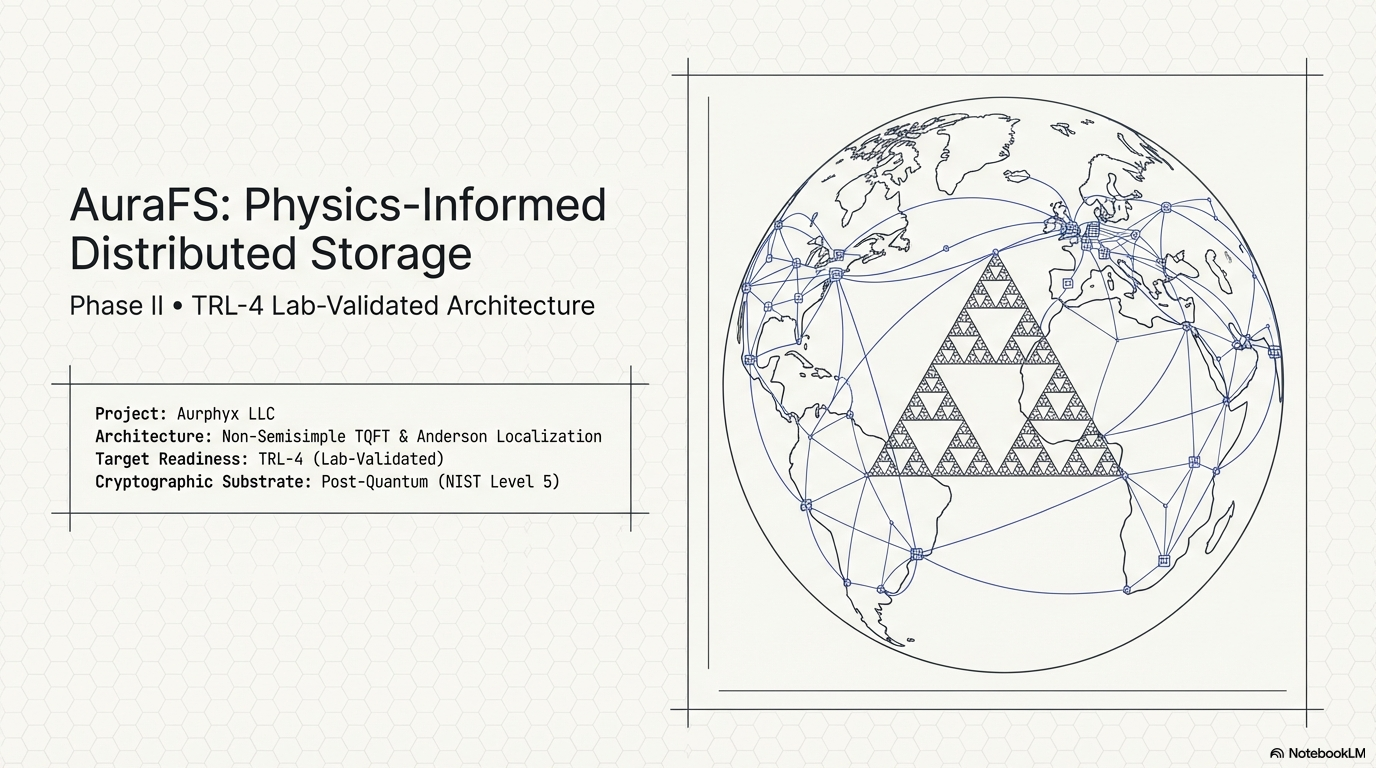 AuraFS: Physics-Informed
Distributed Storage
Phase II • TRL-4 Lab-Validated Architecture
Project: Aurphyx LLC
Architecture: Non-Semisimple TQFT & Anderson Localization
Target Readiness: TRL-4 (Lab-Validated)
Cryptographic Substrate: Post-Quantum (NIST Level 5)
NotebookLM